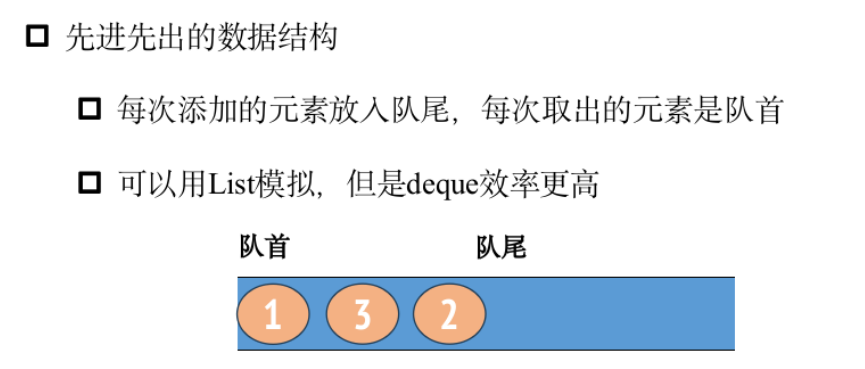 先进先出的数据结构
每次添加的元素放入队尾，每次取出的元素是队首
可以用List模拟，但是deque效率更高
队首 队尾
1 3 2